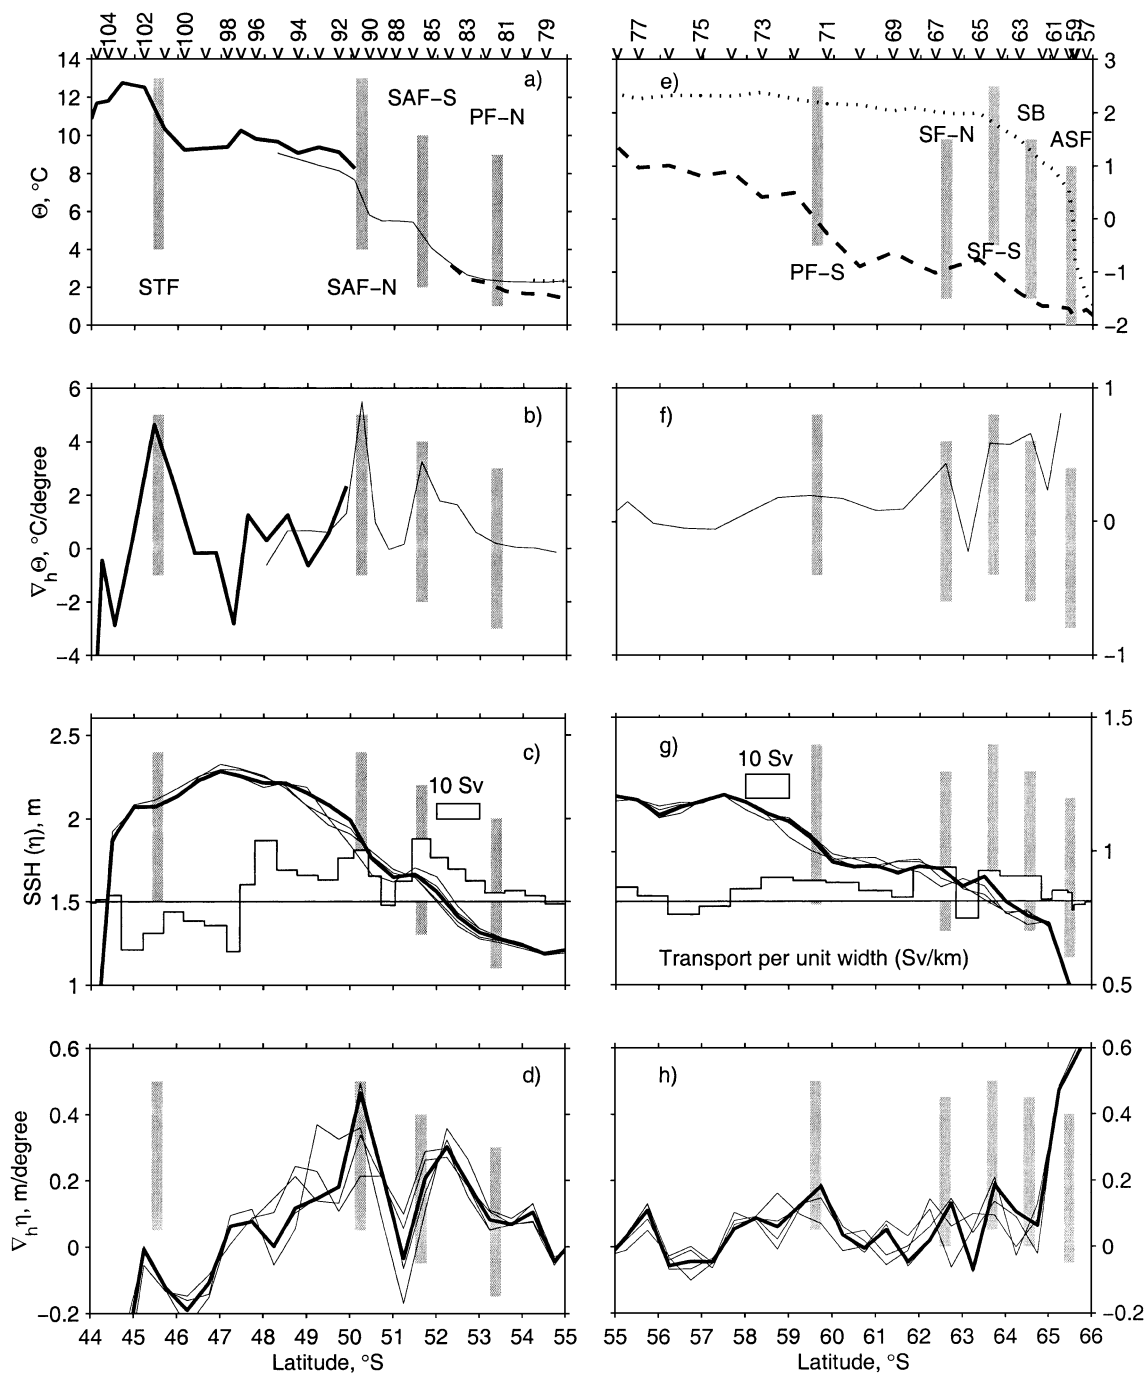 104 102 100 98 96 94 92 90 88 85 83 81 79
77 75 73 71 69 67 65 63 61 59 57
14
12
10
8
6
4
2
0
Θ, °C
a)
STF
SAF−N
SAF−S
PF−N
e)
SF−N
SB
ASF
PF−S
SF−S
3
2
1
0
−1
−2
6
4
2
0
−2
−4
∇hΘ, °C/degree
b)
f)
1
0
−1
2.5
2
1.5
1
SSH (η), m
c)
10 Sv
g)
10 Sv
Transport per unit width (Sv/km)
1.5
1
0.5
0.6
0.4
0.2
0
−0.2
∇hη, m/degree
d)
h)
0.6
0.4
0.2
0
−0.2
44 45 46 47 48 49 50 51 52 53 54 55
Latitude, °S
55 56 57 58 59 60 61 62 63 64 65 66
Latitude, °S